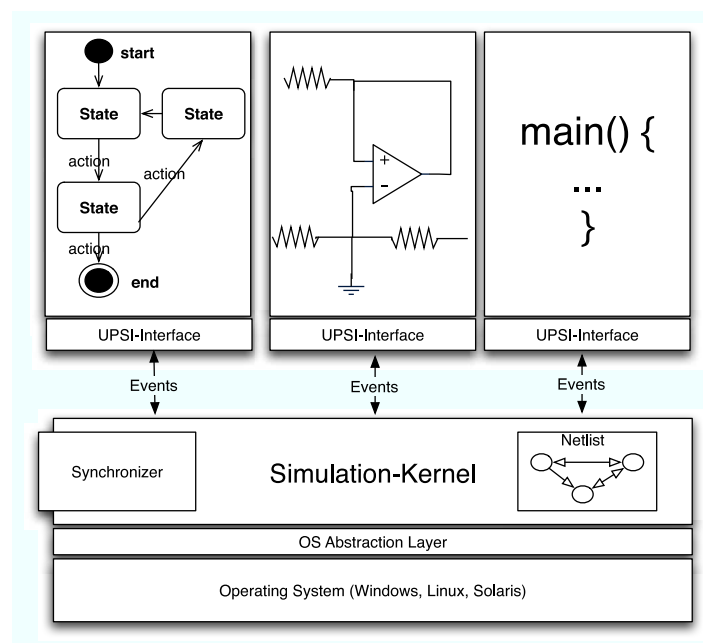 start
State
State
action
action
State
action
end
+
-
main() {
...
}
UPSI-Interface
UPSI-Interface
UPSI-Interface
Events
Events
Events
Synchronizer
Simulation-Kernel
Netlist
OS Abstraction Layer
Operating System (Windows, Linux, Solaris)